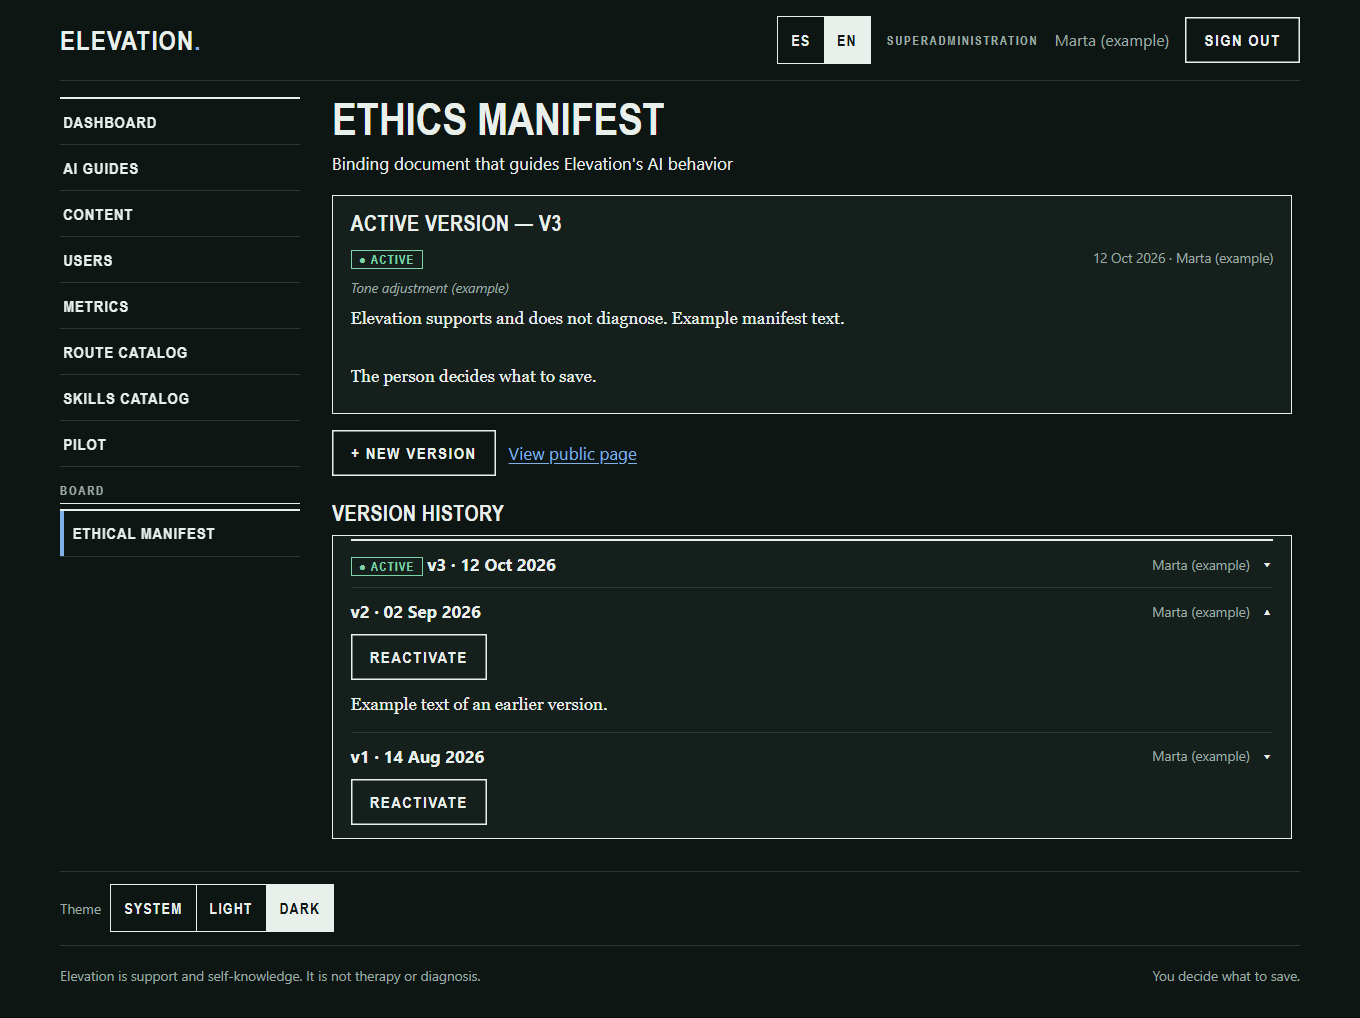 ELEVATION.
ES EN SUPERADMINISTRATION Marta (example) SIGN OUT
DASHBOARD
AI GUIDES
CONTENT
USERS
METRICS
ROUTE CATALOG
SKILLS CATALOG
PILOT
BOARD
ETHICAL MANIFEST
ETHICS MANIFEST
Binding document that guides Elevation's AI behavior
ACTIVE VERSION — V3
● ACTIVE 12 Oct 2026 · Marta (example)
Tone adjustment (example)
Elevation supports and does not diagnose. Example manifest text.
The person decides what to save.
+ NEW VERSION View public page
VERSION HISTORY
● ACTIVE v3 · 12 Oct 2026 Marta (example) ▾
v2 · 02 Sep 2026 Marta (example) ▴
REACTIVATE
Example text of an earlier version.
v1 · 14 Aug 2026 Marta (example) ▾
REACTIVATE
Theme SYSTEM LIGHT DARK
Elevation is support and self-knowledge. It is not therapy or diagnosis. You decide what to save.